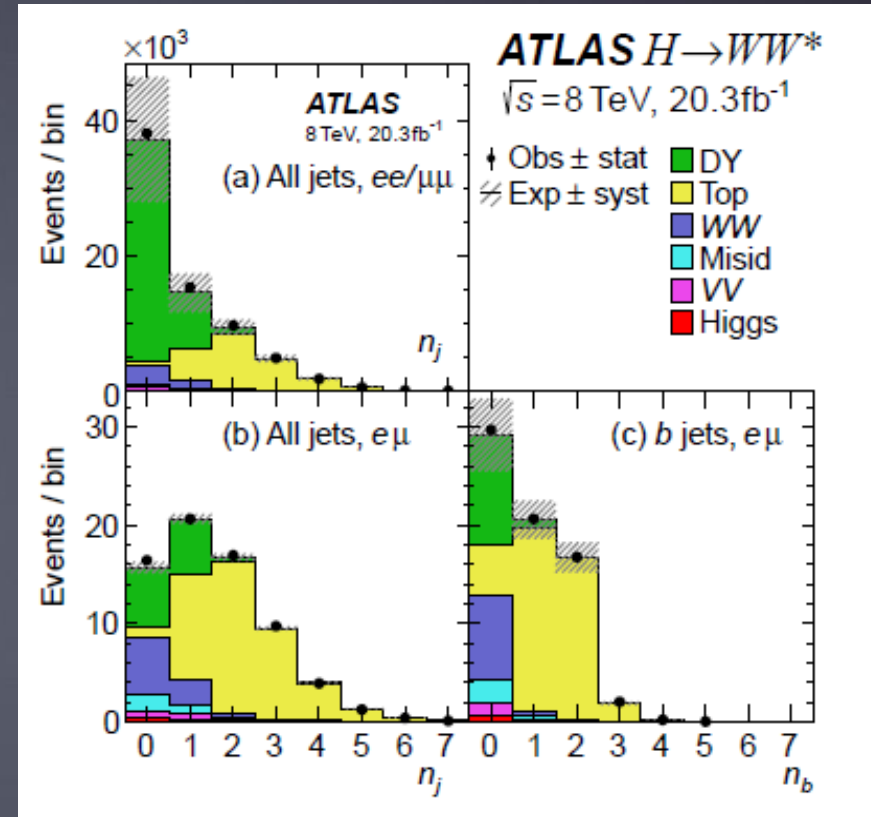 ×10³
ATLAS H→WW*
√s = 8 TeV, 20.3fb⁻¹
ATLAS
8 TeV, 20.3fb⁻¹
(a) All jets, ee/μμ
Obs ± stat
Exp ± syst
DY
Top
WW
Misid
VV
Higgs
Events / bin
40
20
0
n_j
(b) All jets, eμ
Events / bin
30
20
10
0
0 1 2 3 4 5 6 7
n_j
(c) b jets, eμ
0 1 2 3 4 5 6 7
n_b